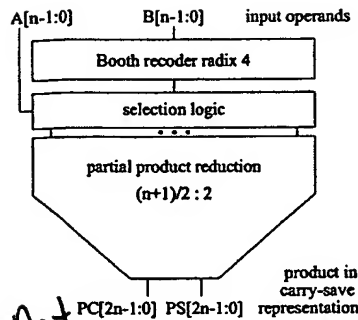 A[n-1:0] B[n-1:0] input operands
Booth recoder radix 4
selection logic
partial product reduction
(n+1)/2 : 2
product in
carry-save
PC[2n-1:0] PS[2n-1:0] representation